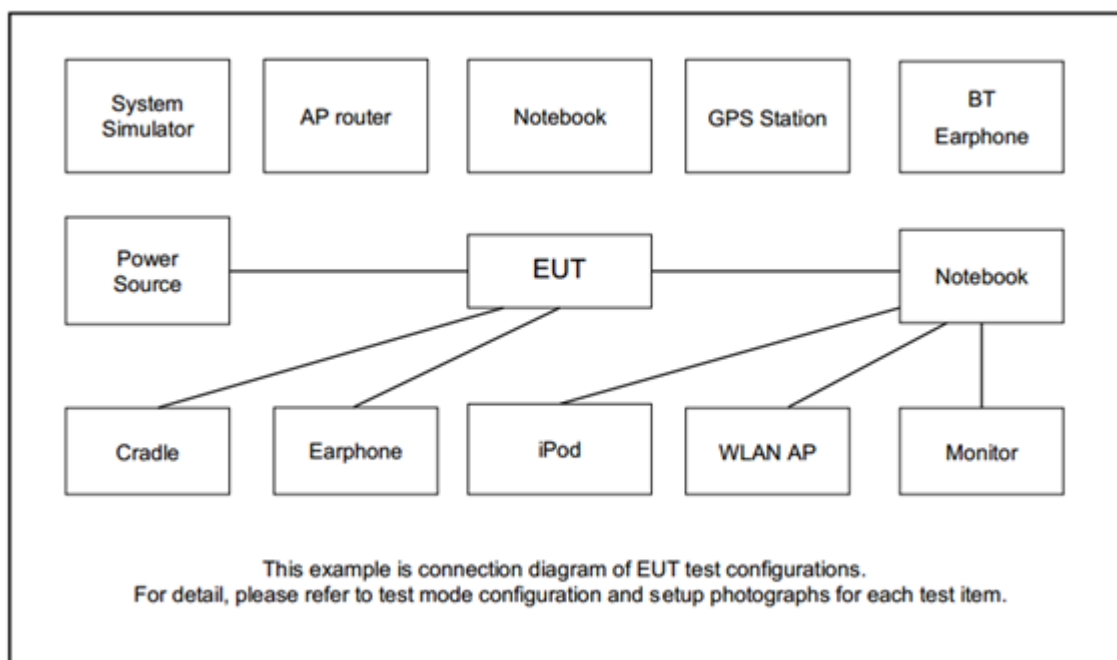 System
Simulator
AP router
Notebook
GPS Station
BT
Earphone
Power
Source
EUT
Notebook
Cradle
Earphone
iPod
WLAN AP
Monitor
This example is connection diagram of EUT test configurations.
For detail, please refer to test mode configuration and setup photographs for each test item.